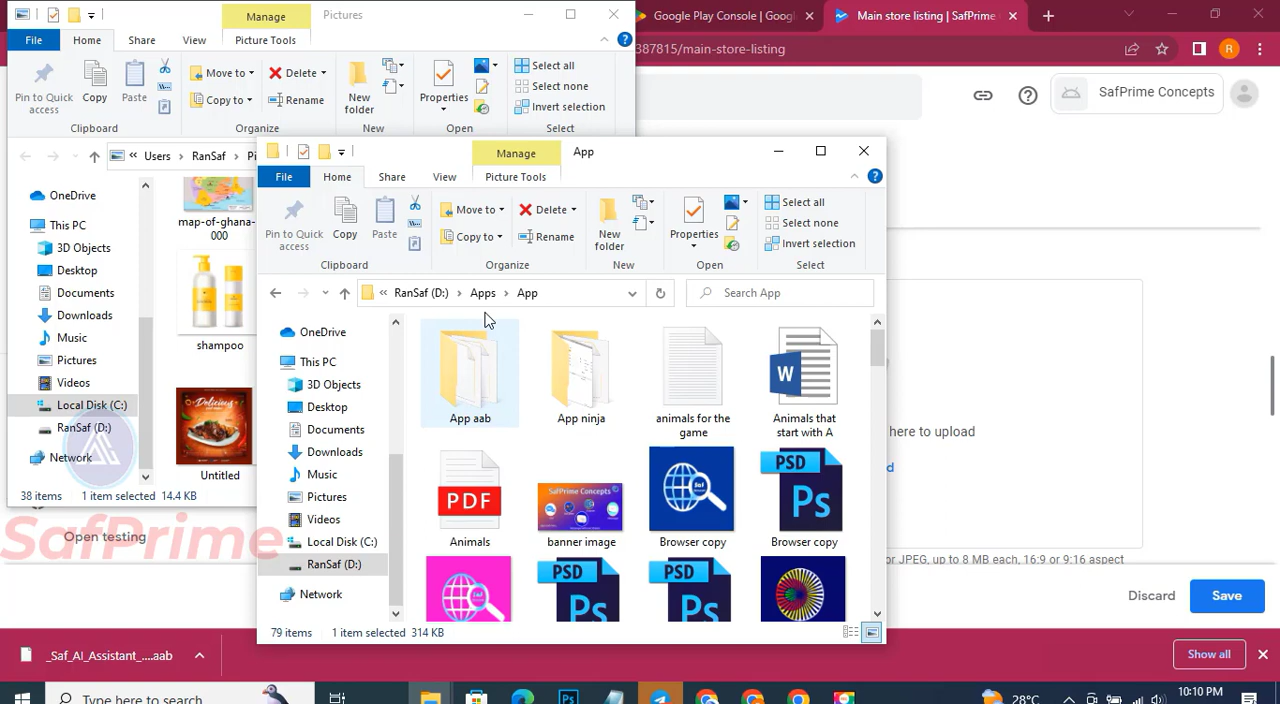 Manage
Pictures
File
Home
Share
View
Picture Tools
Pin to Quick access
Copy
Paste
Move to
Copy to
Delete
Rename
New folder
Properties
Select all
Select none
Invert selection
Clipboard
Organize
New
Open
Select
« Users › RanSaf › Pi
OneDrive
This PC
3D Objects
Desktop
Documents
Downloads
Music
Pictures
Videos
Local Disk (C:)
RanSaf (D:)
Network
map-of-ghana-000
shampoo
Delicious
Untitled
38 items
1 item selected 14.4 KB
Google Play Console | Googl
Main store listing | SafPrime
387815/main-store-listing
R
SafPrime Concepts
Manage
App
File
Home
Share
View
Picture Tools
Pin to Quick access
Copy
Paste
Move to
Copy to
Delete
Rename
New folder
Properties
Select all
Select none
Invert selection
Clipboard
Organize
New
Open
Select
« RanSaf (D:) › Apps › App
Search App
OneDrive
This PC
3D Objects
Desktop
Documents
Downloads
Music
Pictures
Videos
Local Disk (C:)
RanSaf (D:)
Network
App aab
App ninja
animals for the game
W
Animals that start with A
PDF
Animals
banner image
Browser copy
PSD
Ps
Browser copy
PSD
Ps
PSD
Ps
79 items
1 item selected 314 KB
here to upload
d
or JPEG, up to 8 MB each, 16:9 or 9:16 aspect
SafPrime
Open testing
Discard
Save
_Saf_AI_Assistant_....aab
Show all
Type here to search
Ps
28°C
10:10 PM